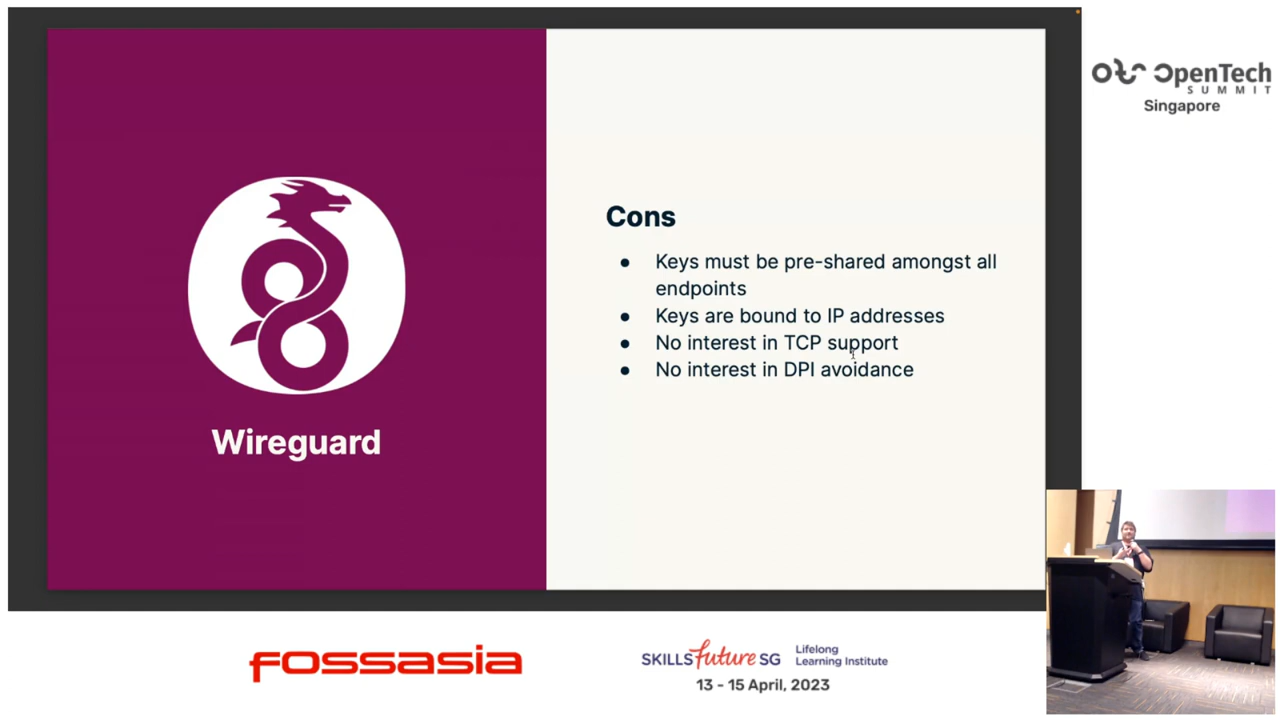 Wireguard
Cons
● Keys must be pre-shared amongst all
endpoints
● Keys are bound to IP addresses
● No interest in TCP support
● No interest in DPI avoidance
OpenTech
SUMMIT
Singapore
fossasia
SKILLS future SG
Lifelong
Learning Institute
13 - 15 April, 2023